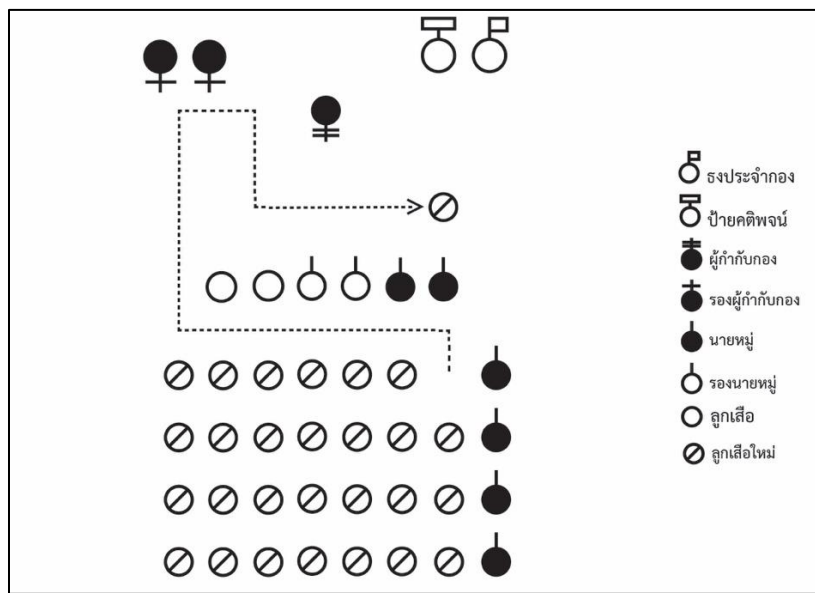 ธงประจำกอง
ป้ายคติพจน์
ผู้กำกับกอง
รองผู้กำกับกอง
นายหมู่
รองนายหมู่
ลูกเสือ
ลูกเสือใหม่